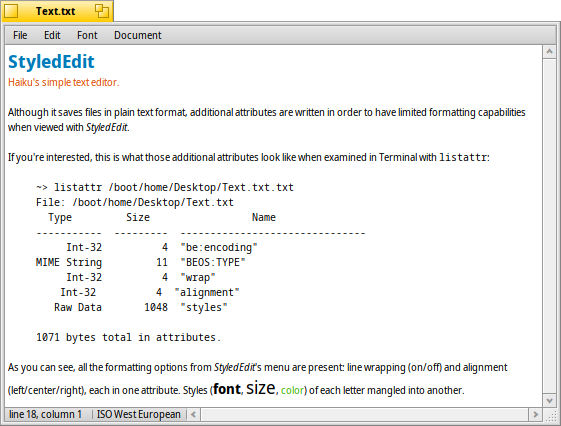 Text.txt
File Edit Font Document
StyledEdit
Haiku's simple text editor.
Although it saves files in plain text format, additional attributes are written in order to have limited formatting capabilities
when viewed with StyledEdit.
If you're interested, this is what those additional attributes look like when examined in Terminal with listattr:
~> listattr /boot/home/Desktop/Text.txt.txt
File: /boot/home/Desktop/Text.txt
Type Size Name
----------- --------- -------------------------------
Int-32 4 "be:encoding"
MIME String 11 "BEOS:TYPE"
Int-32 4 "wrap"
Int-32 4 "alignment"
Raw Data 1048 "styles"
1071 bytes total in attributes.
As you can see, all the formatting options from StyledEdit's menu are present: line wrapping (on/off) and alignment
(left/center/right), each in one attribute. Styles (font, size, color) of each letter mangled into another.
line 18, column 1 ISO West European